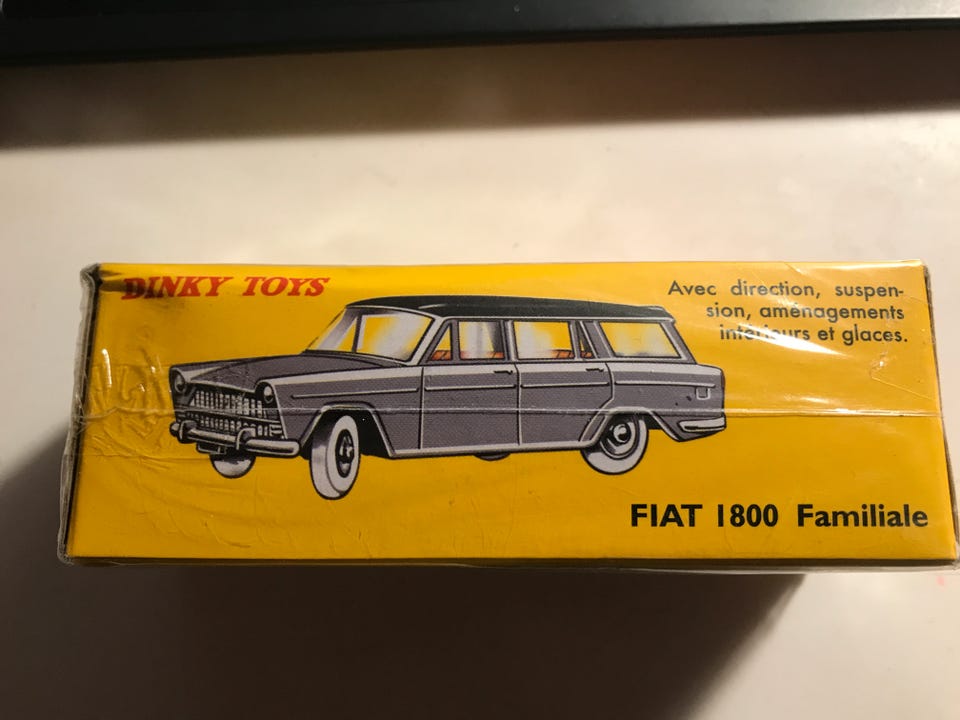 DINKY TOYS
Avec direction, suspen-
sion, aménagements
intérieurs et glaces.
FIAT 1800 Familiale